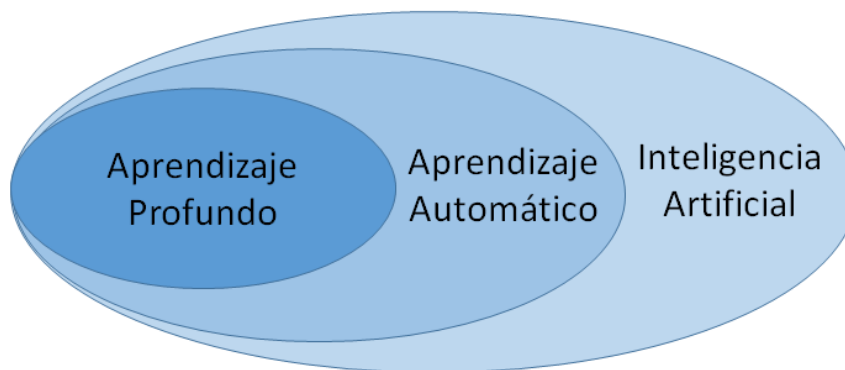 Aprendizaje
Profundo
Aprendizaje
Automático
Inteligencia
Artificial